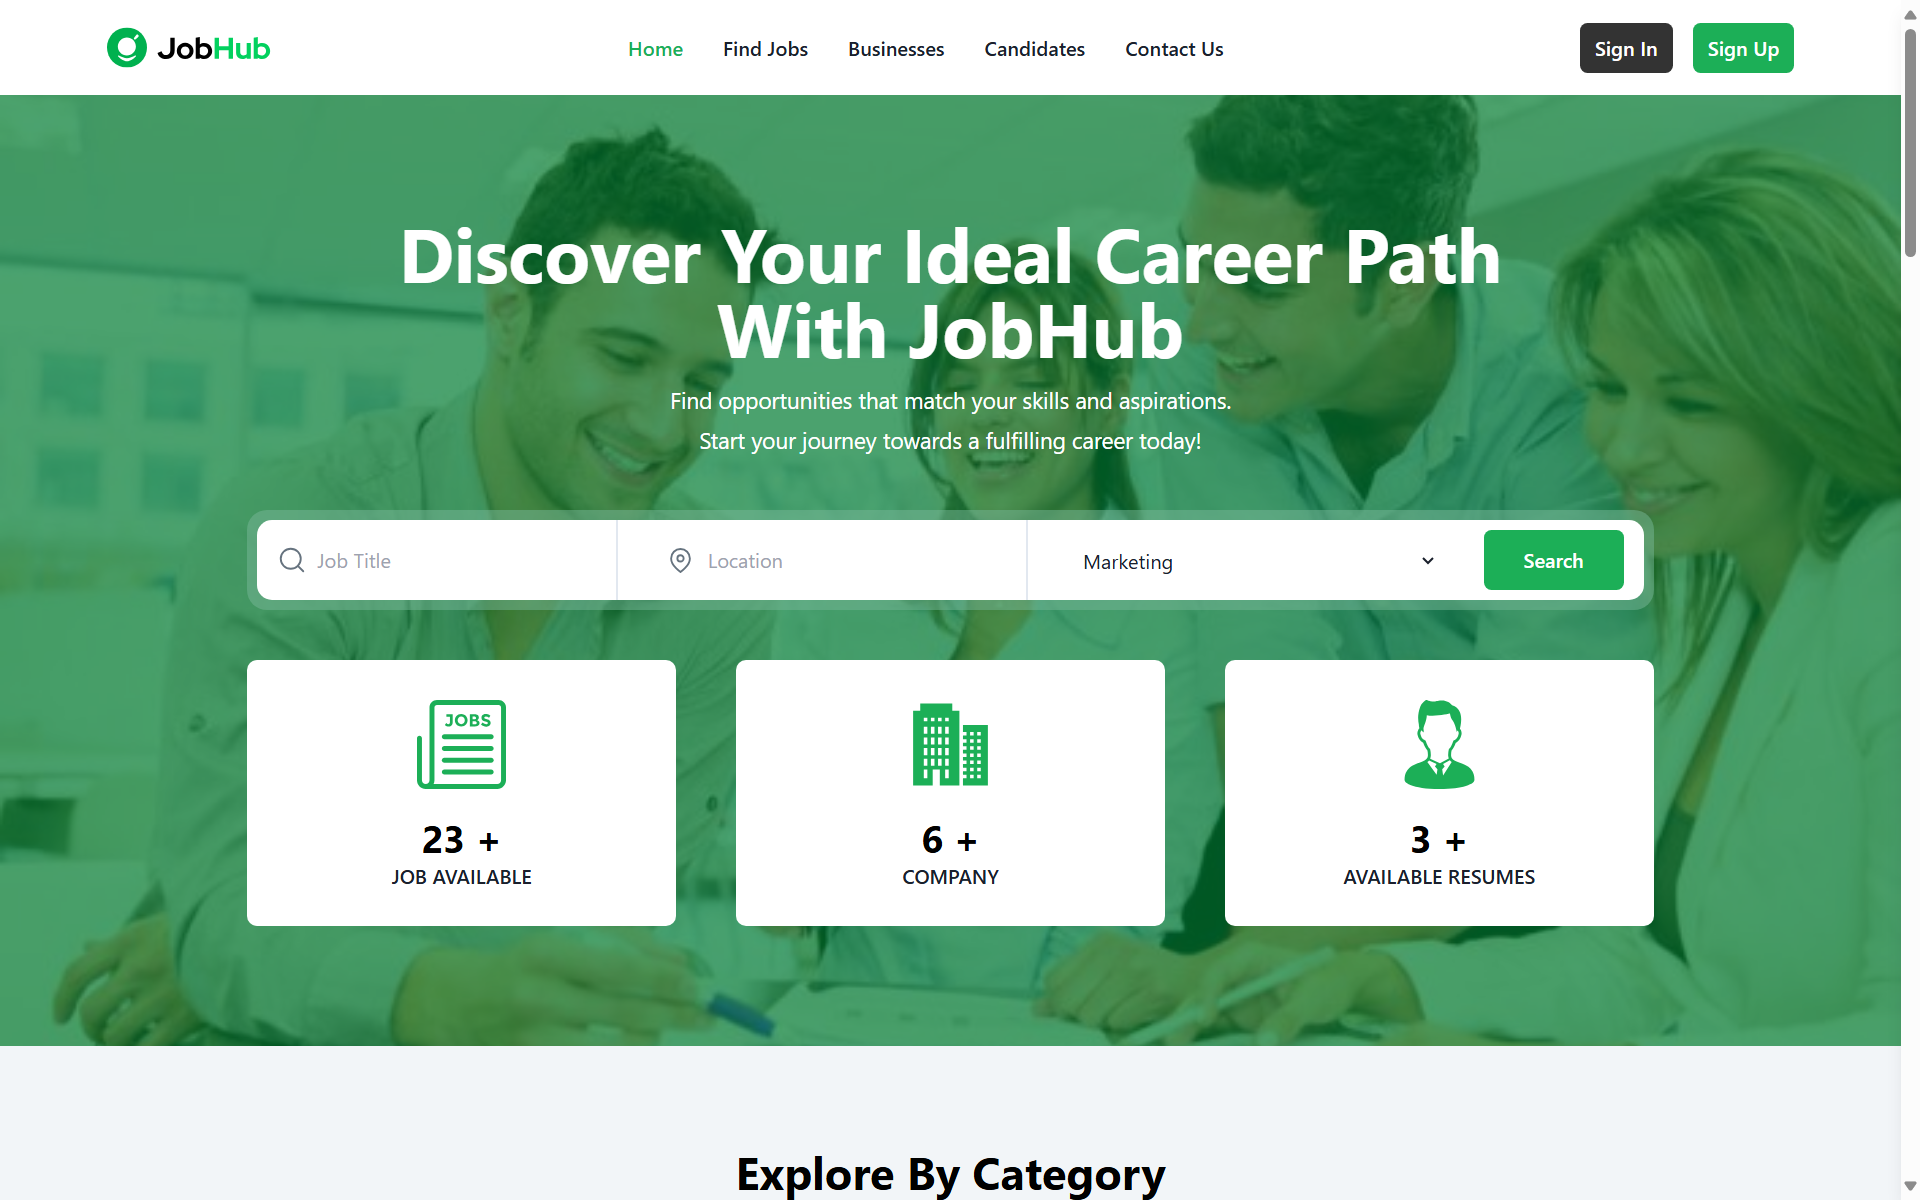 JobHub
Home Find Jobs Businesses Candidates Contact Us
Sign In Sign Up
Discover Your Ideal Career Path
With JobHub
Find opportunities that match your skills and aspirations.
Start your journey towards a fulfilling career today!
Job Title Location Marketing Search
JOBS
23 +
JOB AVAILABLE
6 +
COMPANY
3 +
AVAILABLE RESUMES
Explore By Category